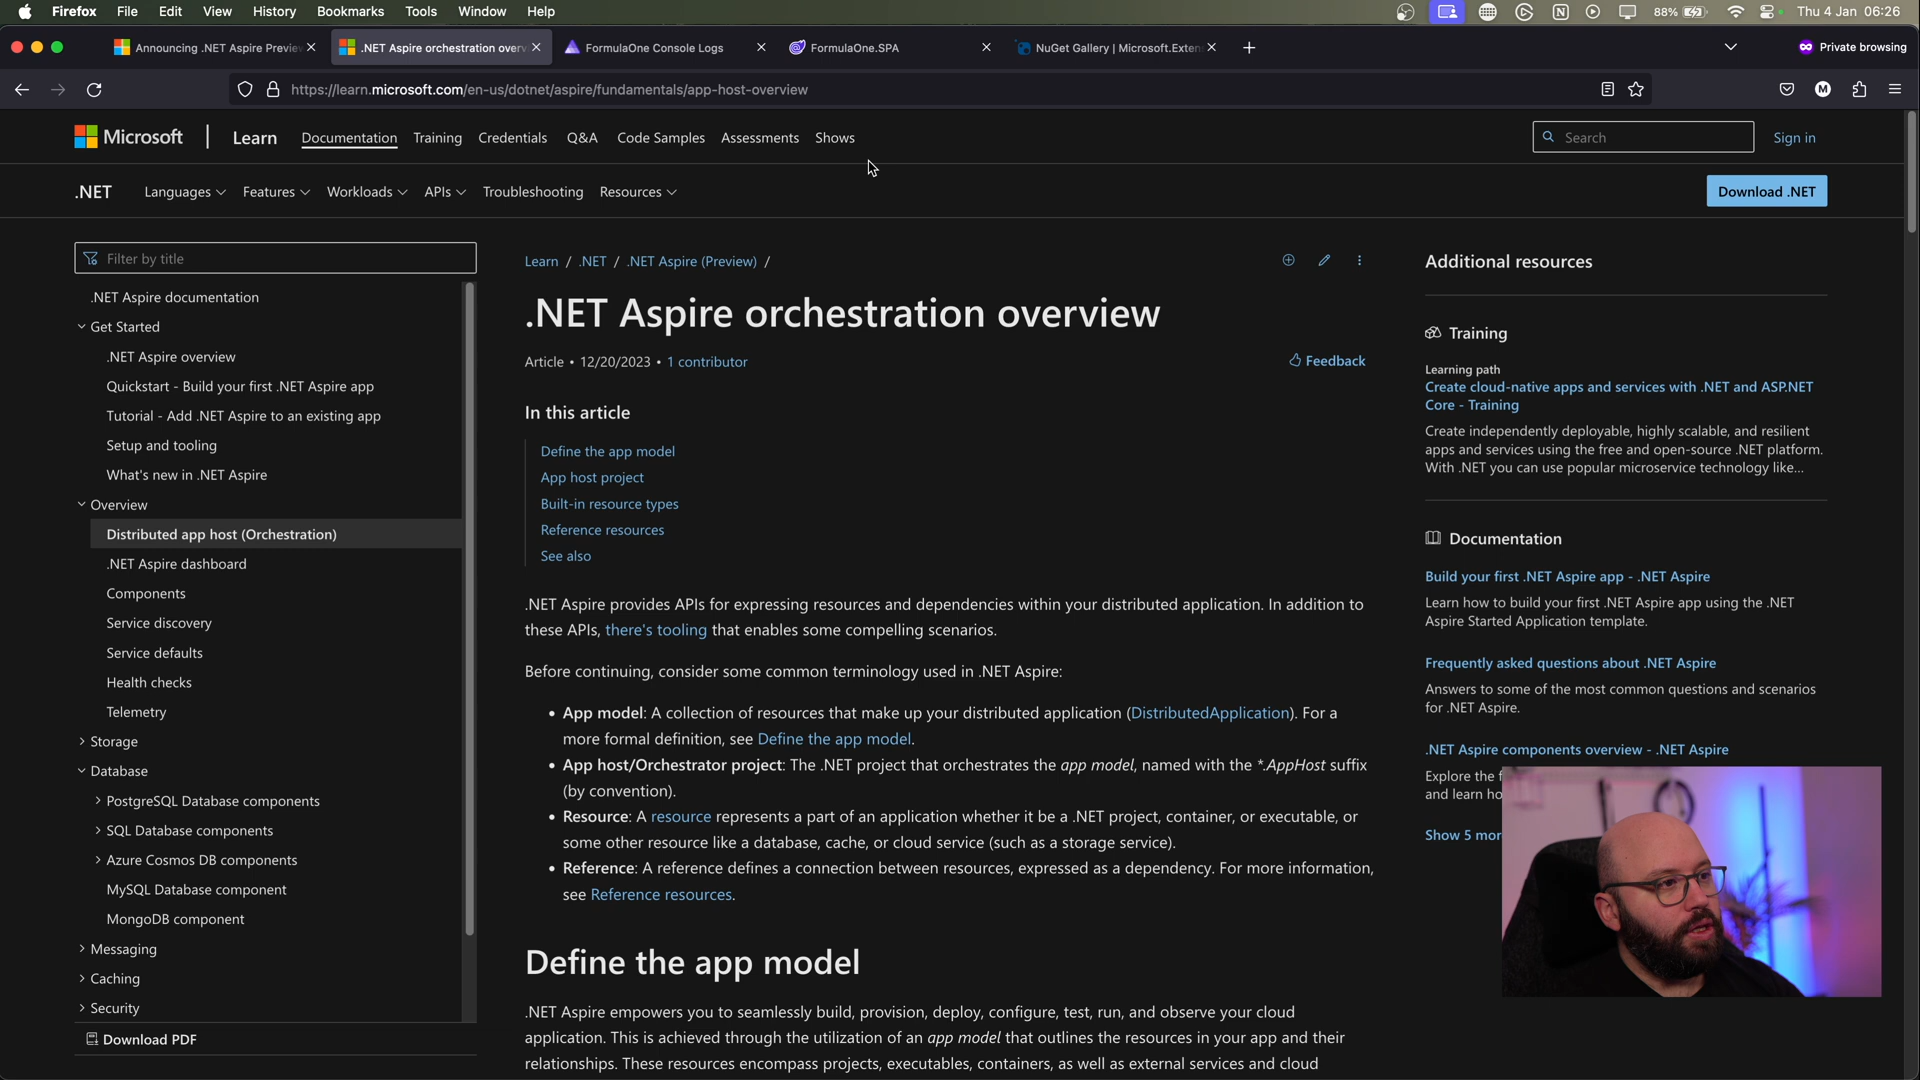 Firefox File Edit View History Bookmarks Tools Window Help 88% Thu 4 Jan 06:26
Announcing .NET Aspire Preview .NET Aspire orchestration over FormulaOne Console Logs FormulaOne.SPA NuGet Gallery | Microsoft.Exten Private browsing
https://learn.microsoft.com/en-us/dotnet/aspire/fundamentals/app-host-overview M
Microsoft Learn Documentation Training Credentials Q&A Code Samples Assessments Shows Search Sign in
.NET Languages Features Workloads APIs Troubleshooting Resources Download .NET
Filter by title
.NET Aspire documentation
Get Started
.NET Aspire overview
Quickstart - Build your first .NET Aspire app
Tutorial - Add .NET Aspire to an existing app
Setup and tooling
What's new in .NET Aspire
Overview
Distributed app host (Orchestration)
.NET Aspire dashboard
Components
Service discovery
Service defaults
Health checks
Telemetry
Storage
Database
PostgreSQL Database components
SQL Database components
Azure Cosmos DB components
MySQL Database component
MongoDB component
Messaging
Caching
Security
Download PDF
Learn / .NET / .NET Aspire (Preview) /
.NET Aspire orchestration overview
Article • 12/20/2023 • 1 contributor
Feedback
In this article
Define the app model
App host project
Built-in resource types
Reference resources
See also
.NET Aspire provides APIs for expressing resources and dependencies within your distributed application. In addition to
these APIs, there's tooling that enables some compelling scenarios.
Before continuing, consider some common terminology used in .NET Aspire:
• App model: A collection of resources that make up your distributed application (DistributedApplication). For a
more formal definition, see Define the app model.
• App host/Orchestrator project: The .NET project that orchestrates the app model, named with the *.AppHost suffix
(by convention).
• Resource: A resource represents a part of an application whether it be a .NET project, container, or executable, or
some other resource like a database, cache, or cloud service (such as a storage service).
• Reference: A reference defines a connection between resources, expressed as a dependency. For more information,
see Reference resources.
Define the app model
.NET Aspire empowers you to seamlessly build, provision, deploy, configure, test, run, and observe your cloud
application. This is achieved through the utilization of an app model that outlines the resources in your app and their
relationships. These resources encompass projects, executables, containers, as well as external services and cloud
Additional resources
Training
Learning path
Create cloud-native apps and services with .NET and ASP.NET
Core - Training
Create independently deployable, highly scalable, and resilient
apps and services using the free and open-source .NET platform.
With .NET you can use popular microservice technology like...
Documentation
Build your first .NET Aspire app - .NET Aspire
Learn how to build your first .NET Aspire app using the .NET
Aspire Started Application template.
Frequently asked questions about .NET Aspire
Answers to some of the most common questions and scenarios
for .NET Aspire.
.NET Aspire components overview - .NET Aspire
Explore the
and learn
Show 5